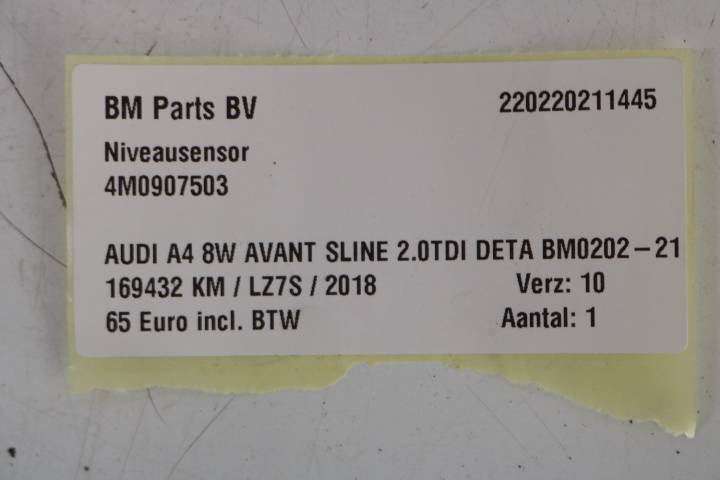 BM Parts BV 220220211445
Niveausensor
4M0907503
AUDI A4 8W AVANT SLINE 2.0TDI DETA BM0202-21
169432 KM / LZ7S / 2018 Verz: 10
65 Euro incl. BTW Aantal: 1